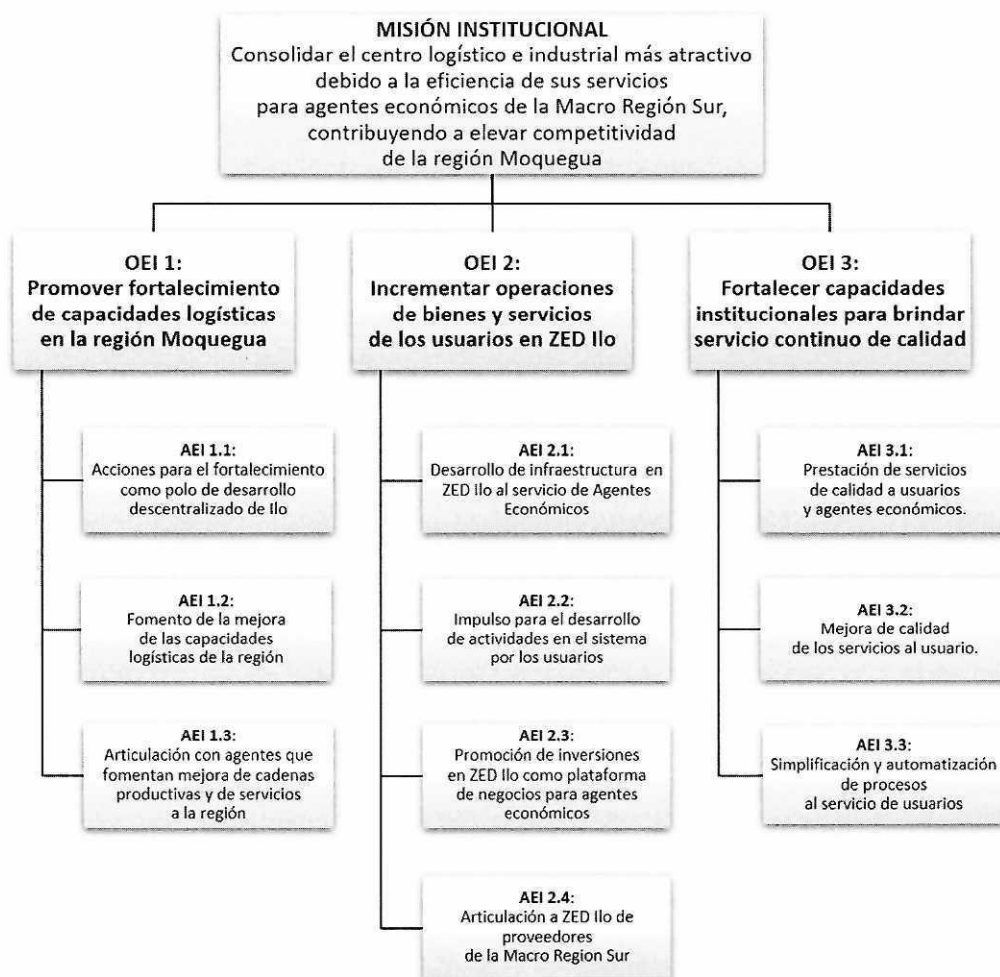 MISIÓN INSTITUCIONAL
Consolidar el centro logístico e industrial más atractivo
debido a la eficiencia de sus servicios
para agentes económicos de la Macro Región Sur,
contribuyendo a elevar competitividad
de la región Moquegua
OEI 1:
Promover fortalecimiento
de capacidades logísticas
en la región Moquegua
AEI 1.1:
Acciones para el fortalecimiento
como polo de desarrollo
descentralizado de Ilo
AEI 1.2:
Fomento de la mejora
de las capacidades
logísticas de la región
AEI 1.3:
Articulación con agentes que
fomentan mejora de cadenas
productivas y de servicios
a la región
OEI 2:
Incrementar operaciones
de bienes y servicios
de los usuarios en ZED Ilo
AEI 2.1:
Desarrollo de infraestructura en
ZED Ilo al servicio de Agentes
Económicos
AEI 2.2:
Impulso para el desarrollo
de actividades en el sistema
por los usuarios
AEI 2.3:
Promoción de inversiones
en ZED Ilo como plataforma
de negocios para agentes
económicos
AEI 2.4:
Articulación a ZED Ilo de
proveedores
de la Macro Region Sur
OEI 3:
Fortalecer capacidades
institucionales para brindar
servicio continuo de calidad
AEI 3.1:
Prestación de servicios
de calidad a usuarios
y agentes económicos.
AEI 3.2:
Mejora de calidad
de los servicios al usuario.
AEI 3.3:
Simplificación y automatización
de procesos
al servicio de usuarios